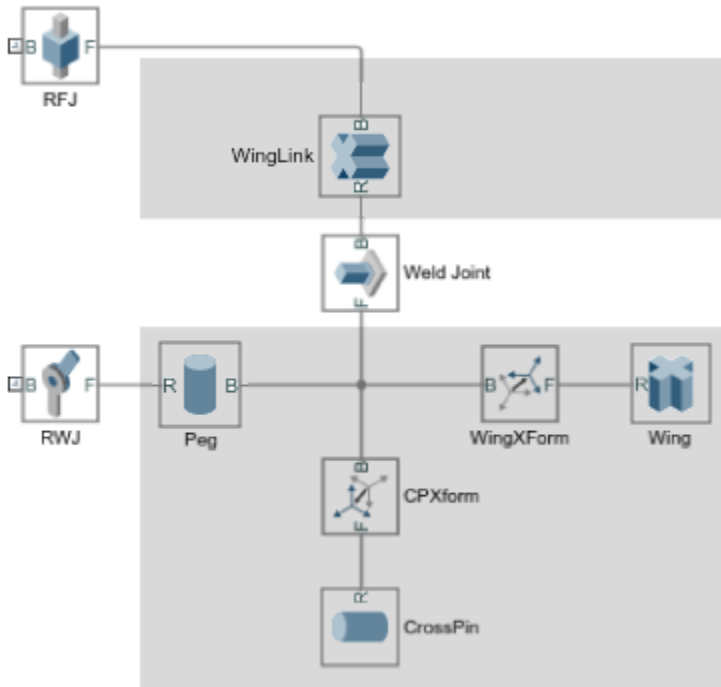 B F
RFJ
B
WingLink
R
B
Weld Joint
F
B F
RWJ
R B
Peg
B F
WingXForm
R
Wing
B
CPXform
F
R
CrossPin